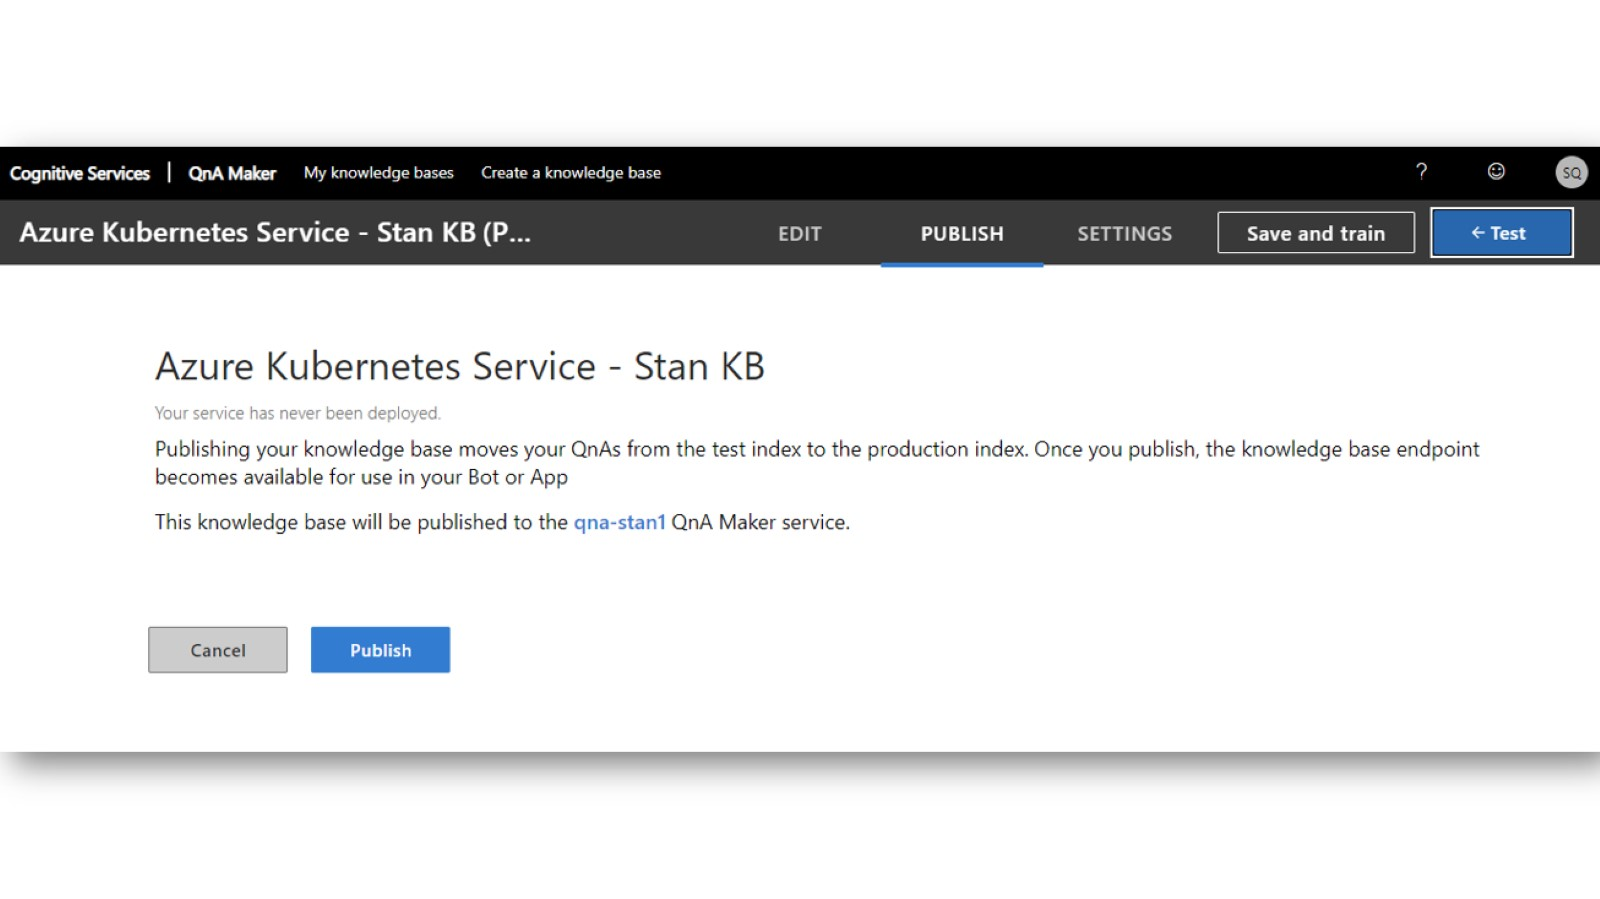 Cognitive Services | QnA Maker My knowledge bases Create a knowledge base ? SQ
Azure Kubernetes Service - Stan KB (P... EDIT PUBLISH SETTINGS Save and train ← Test
Azure Kubernetes Service - Stan KB
Your service has never been deployed.
Publishing your knowledge base moves your QnAs from the test index to the production index. Once you publish, the knowledge base endpoint
becomes available for use in your Bot or App
This knowledge base will be published to the qna-stan1 QnA Maker service.
Cancel Publish